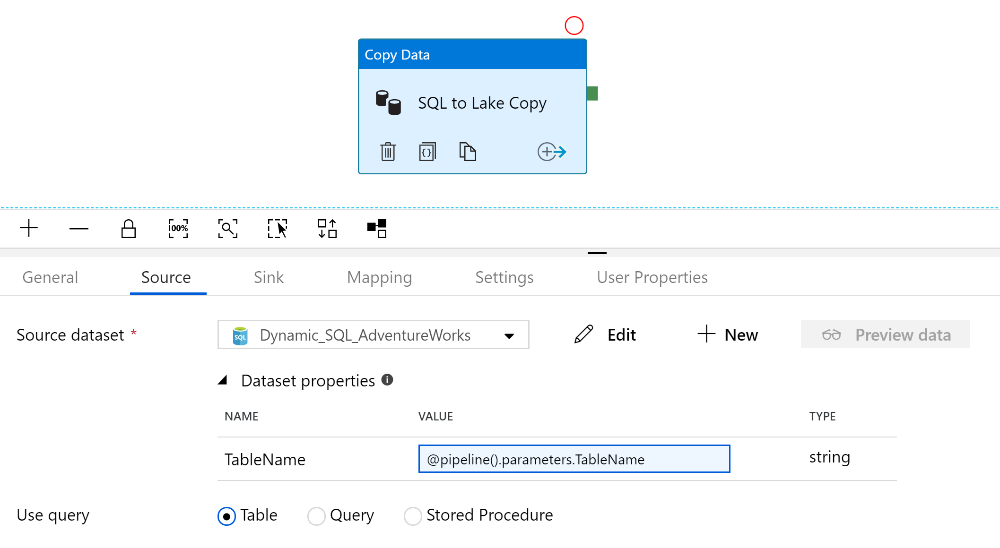 Copy Data
SQL to Lake Copy
{}
00%
General Source Sink Mapping Settings User Properties
Source dataset * SQL Dynamic_SQL_AdventureWorks Edit New Preview data
Dataset properties i
NAME VALUE TYPE
TableName @pipeline().parameters.TableName string
Use query Table Query Stored Procedure